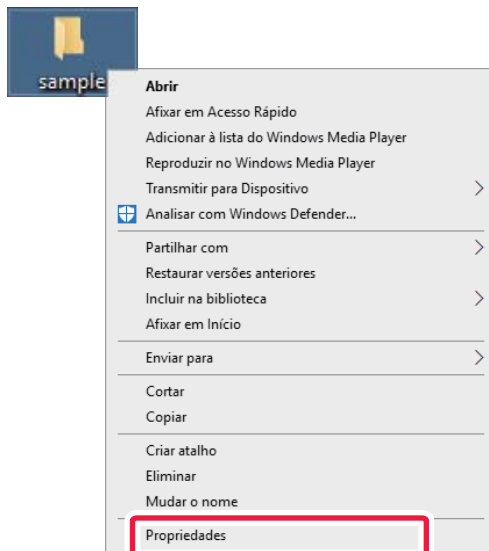 sample
Abrir
Afixar em Acesso Rápido
Adicionar à lista do Windows Media Player
Reproduzir no Windows Media Player
Transmitir para Dispositivo
Analisar com Windows Defender...
Partilhar com
Restaurar versões anteriores
Incluir na biblioteca
Afixar em Início
Enviar para
Cortar
Copiar
Criar atalho
Eliminar
Mudar o nome
Propriedades